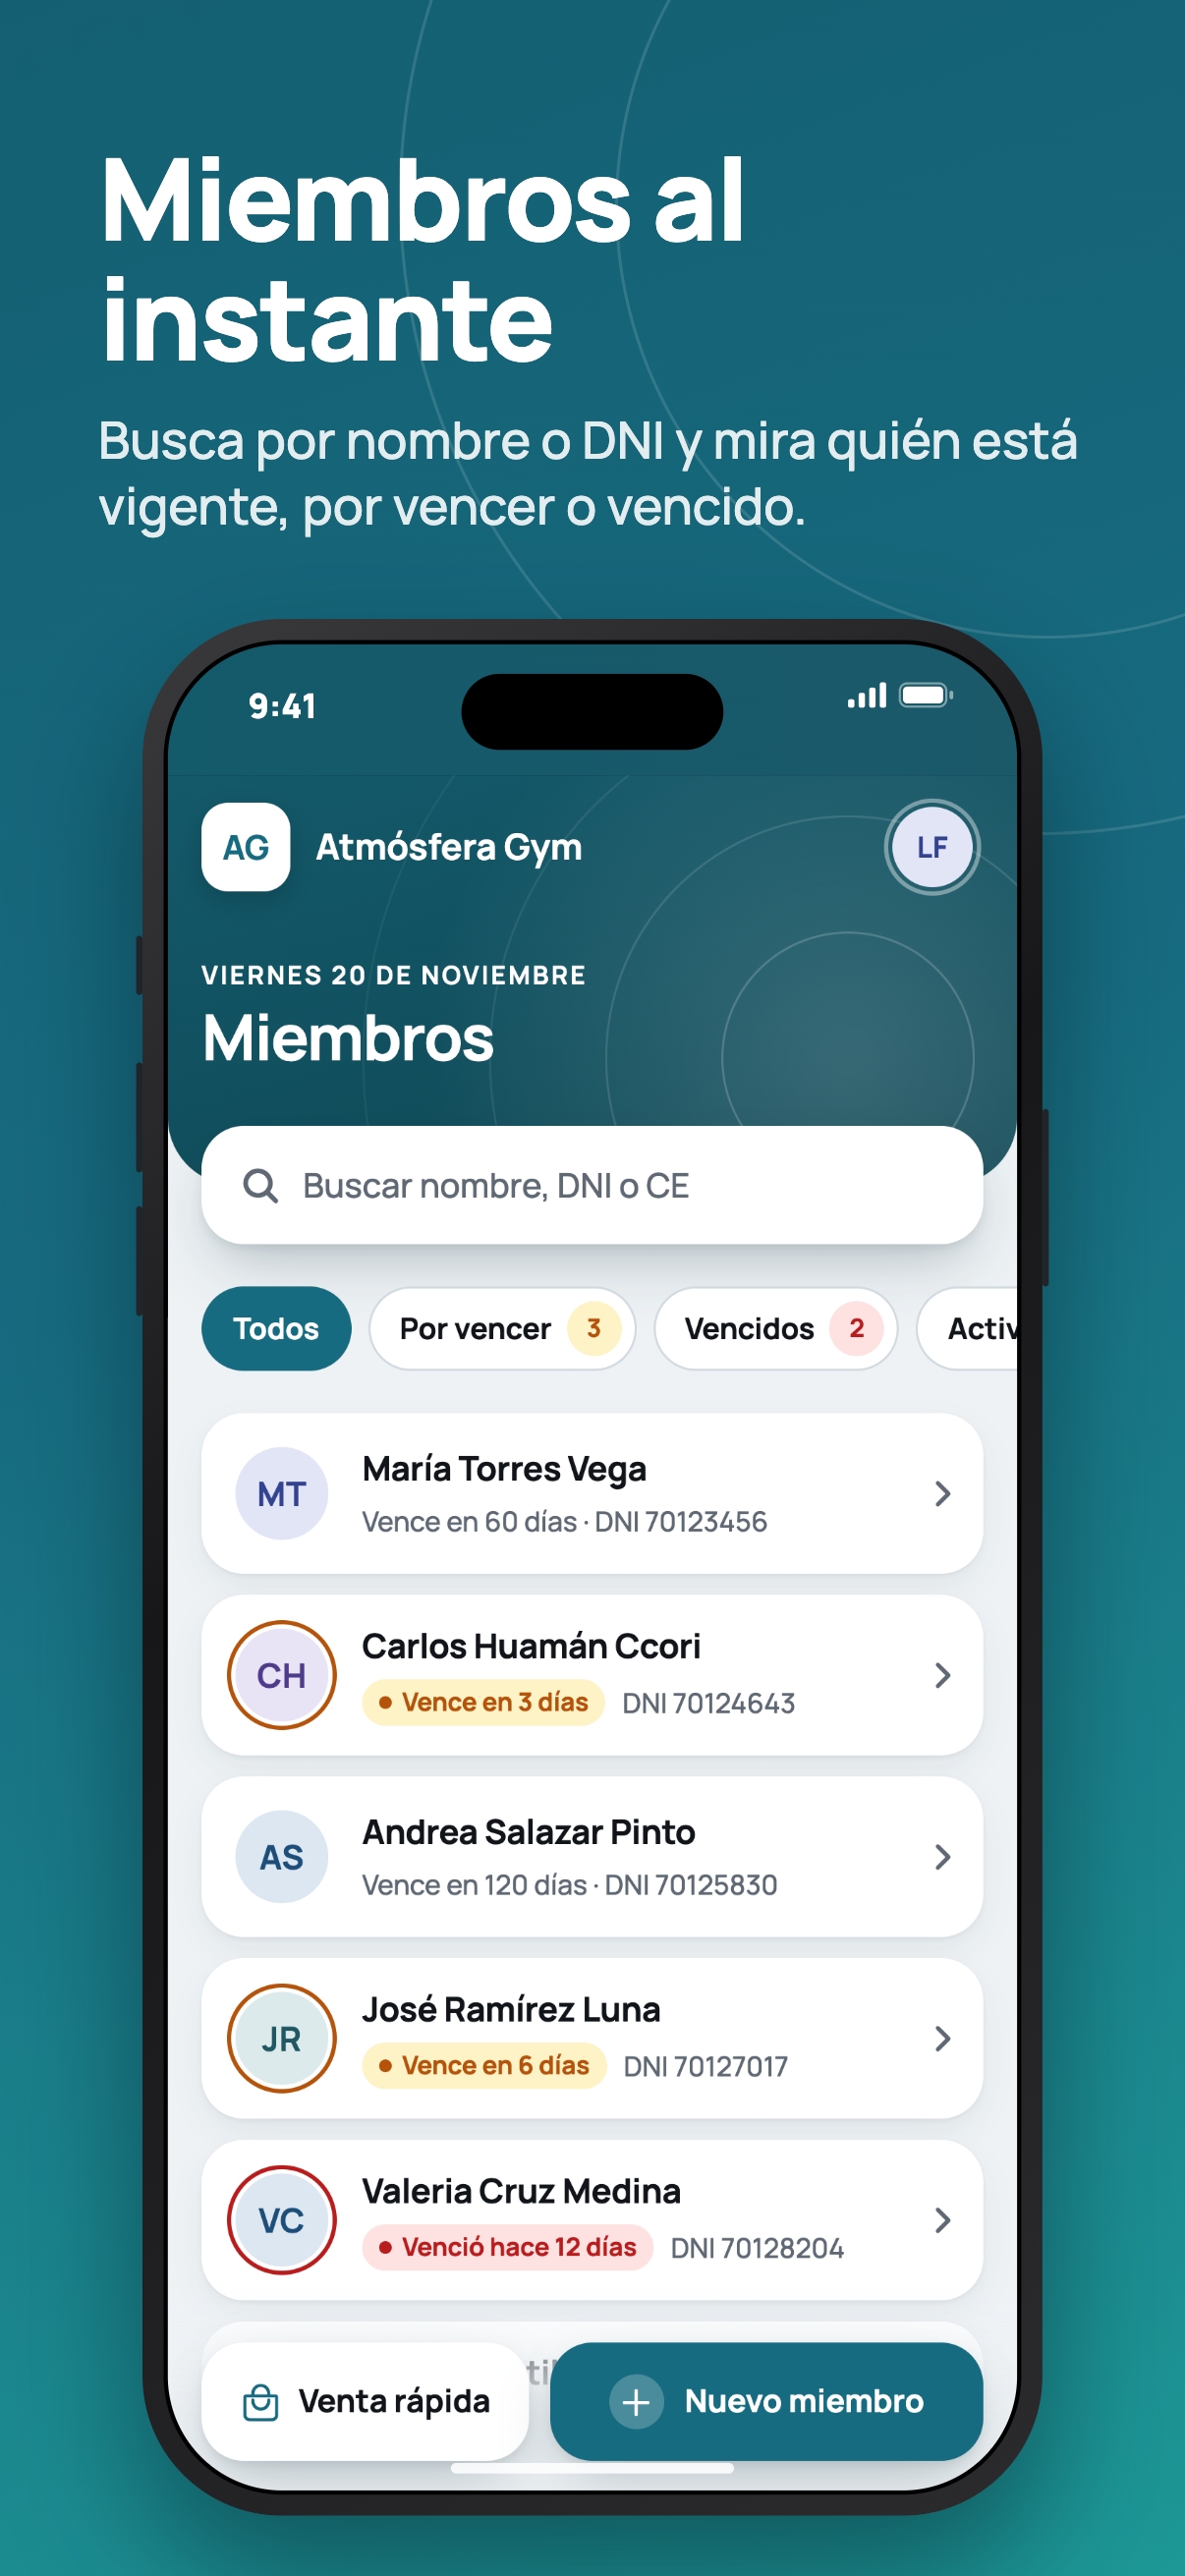 Miembros al
instante
Busca por nombre o DNI y mira quién está
vigente, por vencer o vencido.
9:41
AG Atmósfera Gym LF
VIERNES 20 DE NOVIEMBRE
Miembros
Buscar nombre, DNI o CE
Todos Por vencer 3 Vencidos 2 Activ
MT María Torres Vega
Vence en 60 días · DNI 70123456
CH Carlos Huamán Ccori
Vence en 3 días DNI 70124643
AS Andrea Salazar Pinto
Vence en 120 días · DNI 70125830
JR José Ramírez Luna
Vence en 6 días DNI 70127017
VC Valeria Cruz Medina
Venció hace 12 días DNI 70128204
Venta rápida Nuevo miembro